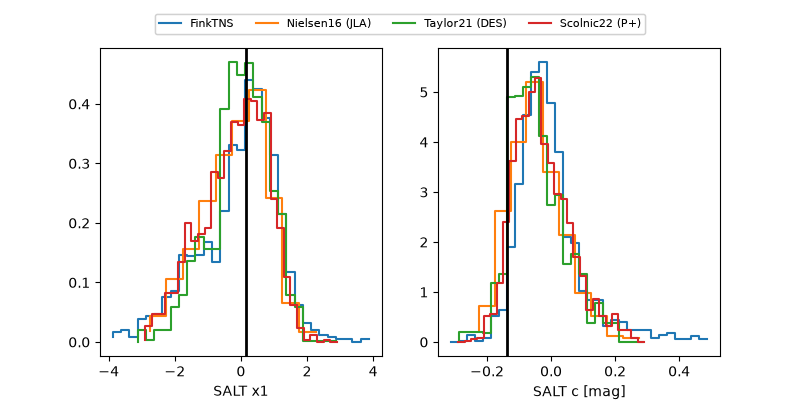 FinkTNS Nielsen16 (JLA) Taylor21 (DES) Scolnic22 (P+)
0.4
0.3
0.2
0.1
0.0
−4 −2 0 2 4
SALT x1
5
4
3
2
1
0
−0.2 0.0 0.2 0.4
SALT c [mag]